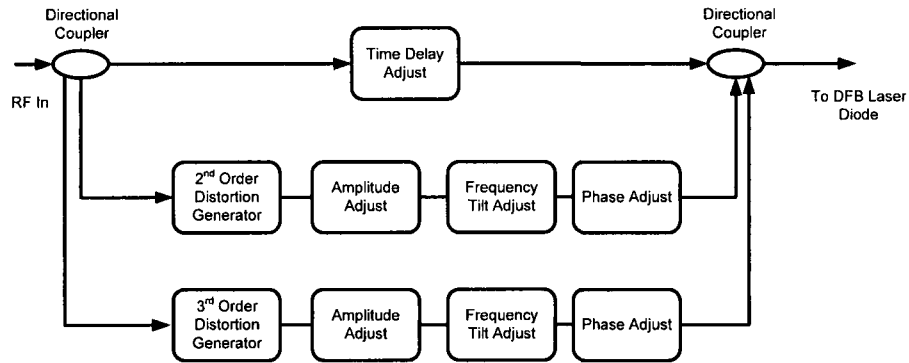 Directional
Coupler
Directional
Coupler
Time Delay
Adjust
RF In
To DFB Laser
Diode
2nd Order
Distortion
Generator
Amplitude
Adjust
Frequency
Tilt Adjust
Phase Adjust
3rd Order
Distortion
Generator
Amplitude
Adjust
Frequency
Tilt Adjust
Phase Adjust